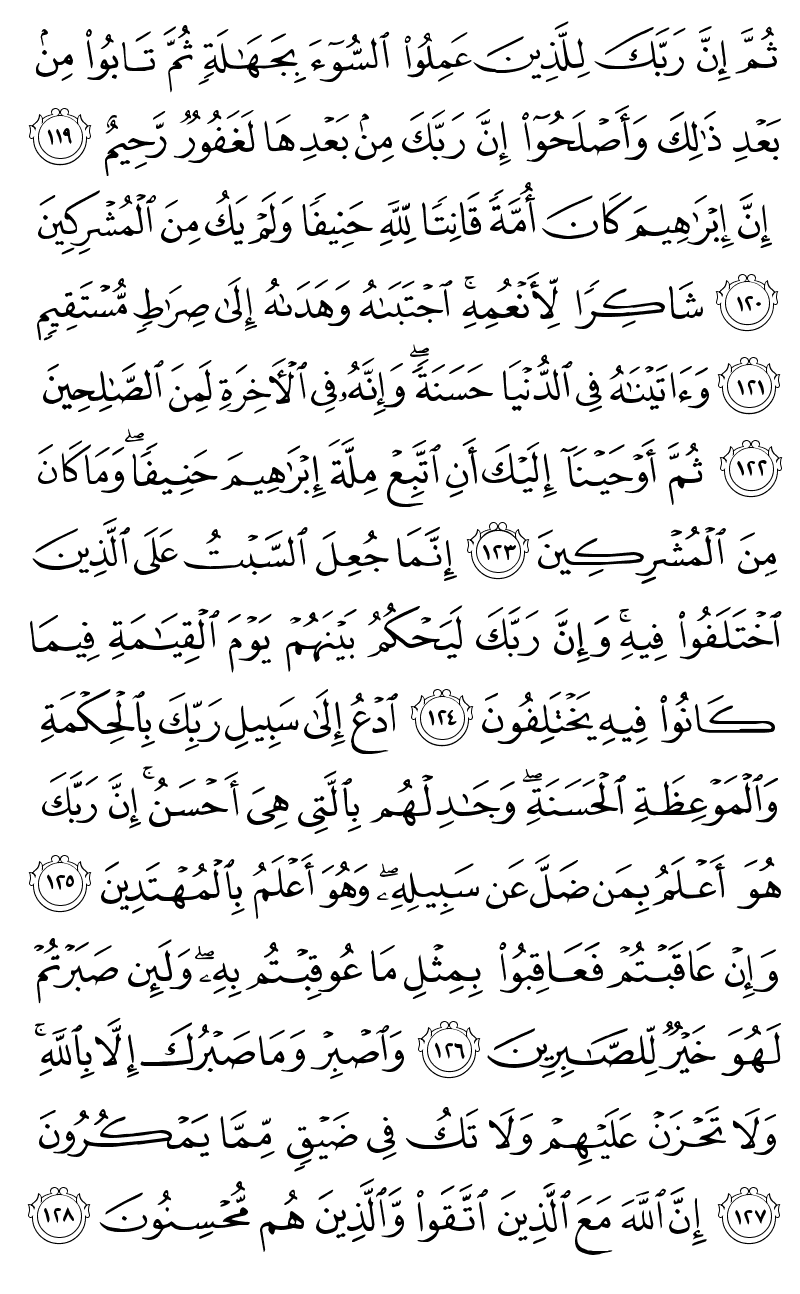 ثُمَّ إِنَّ رَبَّكَ لِلَّذِينَ عَمِلُوا۟ ٱلسُّوٓءَ بِجَهَـٰلَةٍۢ ثُمَّ تَابُوا۟ مِنۢ
بَعْدِ ذَٰلِكَ وَأَصْلَحُوٓا۟ إِنَّ رَبَّكَ مِنۢ بَعْدِهَا لَغَفُورٌۭ رَّحِيمٌ ١١٩
إِنَّ إِبْرَٰهِيمَ كَانَ أُمَّةًۭ قَانِتًۭا لِّلَّهِ حَنِيفًۭا وَلَمْ يَكُ مِنَ ٱلْمُشْرِكِينَ
١٢٠ شَاكِرًۭا لِّأَنْعُمِهِ ۚ ٱجْتَبَىٰهُ وَهَدَىٰهُ إِلَىٰ صِرَٰطٍۢ مُّسْتَقِيمٍۢ
١٢١ وَءَاتَيْنَـٰهُ فِى ٱلدُّنْيَا حَسَنَةًۭ ۖ وَإِنَّهُۥ فِى ٱلْـَٔاخِرَةِ لَمِنَ ٱلصَّـٰلِحِينَ
١٢٢ ثُمَّ أَوْحَيْنَآ إِلَيْكَ أَنِ ٱتَّبِعْ مِلَّةَ إِبْرَٰهِيمَ حَنِيفًۭا ۖ وَمَا كَانَ
مِنَ ٱلْمُشْرِكِينَ ١٢٣ إِنَّمَا جُعِلَ ٱلسَّبْتُ عَلَى ٱلَّذِينَ
ٱخْتَلَفُوا۟ فِيهِ ۚ وَإِنَّ رَبَّكَ لَيَحْكُمُ بَيْنَهُمْ يَوْمَ ٱلْقِيَـٰمَةِ فِيمَا
كَانُوا۟ فِيهِ يَخْتَلِفُونَ ١٢٤ ٱدْعُ إِلَىٰ سَبِيلِ رَبِّكَ بِٱلْحِكْمَةِ
وَٱلْمَوْعِظَةِ ٱلْحَسَنَةِ ۖ وَجَـٰدِلْهُم بِٱلَّتِى هِىَ أَحْسَنُ ۚ إِنَّ رَبَّكَ
هُوَ أَعْلَمُ بِمَن ضَلَّ عَن سَبِيلِهِۦ ۖ وَهُوَ أَعْلَمُ بِٱلْمُهْتَدِينَ ١٢٥
وَإِنْ عَاقَبْتُمْ فَعَاقِبُوا۟ بِمِثْلِ مَا عُوقِبْتُم بِهِۦ ۖ وَلَئِن صَبَرْتُمْ
لَهُوَ خَيْرٌۭ لِّلصَّـٰبِرِينَ ١٢٦ وَٱصْبِرْ وَمَا صَبْرُكَ إِلَّا بِٱللَّهِ ۚ
وَلَا تَحْزَنْ عَلَيْهِمْ وَلَا تَكُ فِى ضَيْقٍۢ مِّمَّا يَمْكُرُونَ
١٢٧ إِنَّ ٱللَّهَ مَعَ ٱلَّذِينَ ٱتَّقَوا۟ وَّٱلَّذِينَ هُم مُّحْسِنُونَ ١٢٨